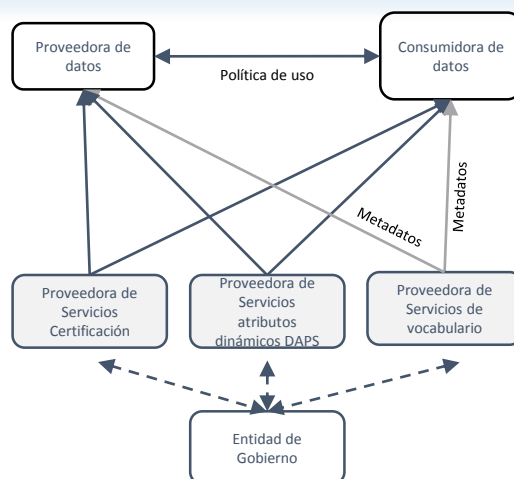 Proveedora de
datos
Consumidora de
datos
Política de uso
Metadatos
Metadatos
Proveedora de
Servicios
Certificación
Proveedora de
Servicios
atributos
dinámicos DAPS
Proveedora de
Servicios de
vocabulario
Entidad de
Gobierno